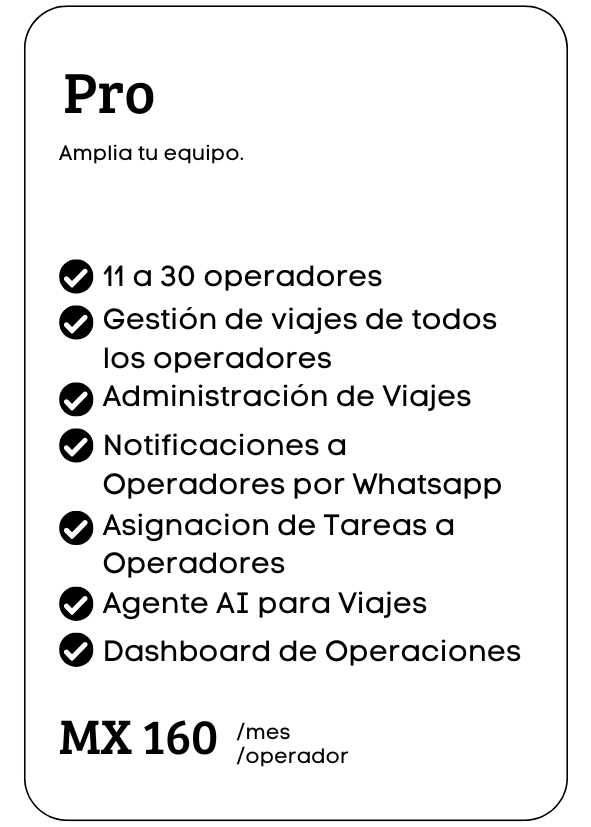 Pro
Amplia tu equipo.
11 a 30 operadores
Gestión de viajes de todos
los operadores
Administración de Viajes
Notificaciones a
Operadores por Whatsapp
Asignacion de Tareas a
Operadores
Agente AI para Viajes
Dashboard de Operaciones
MX 160 /mes
/operador